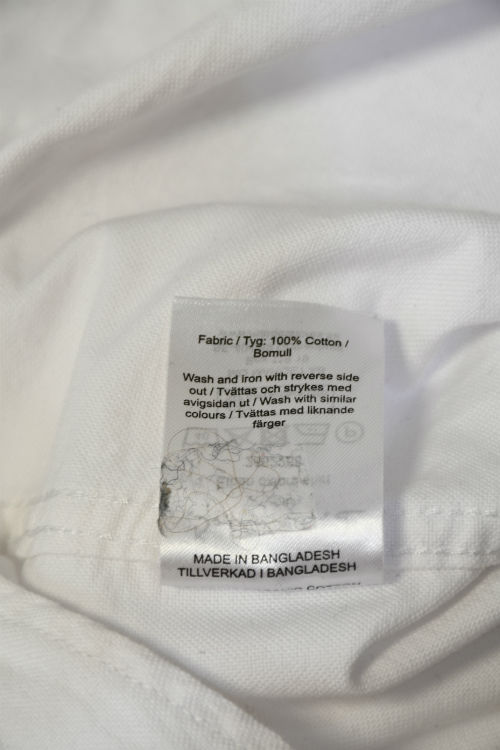 Fabric / Tyg: 100% Cotton /
Bomull
Wash and iron with reverse side
out / Tvättas och strykes med
avigsidan ut / Wash with similar
colours / Tvättas med liknande
färger
MADE IN BANGLADESH
TILLVERKAD I BANGLADESH